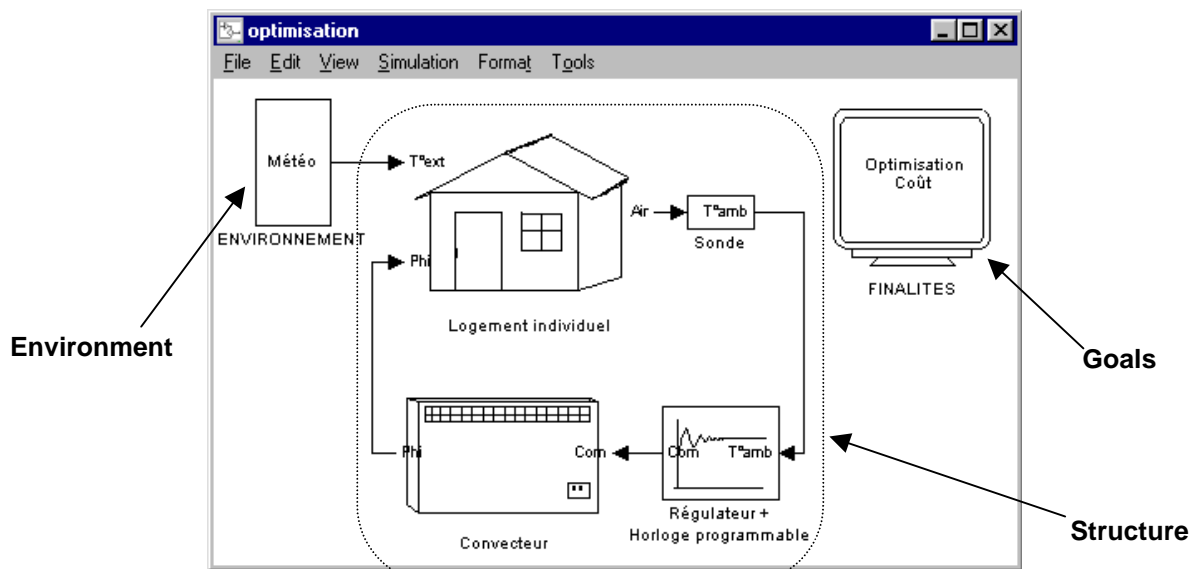 optimisation
File Edit View Simulation Format Tools
Météo
ENVIRONNEMENT
T°ext
Phi
Logement individuel
Air
T°amb
Sonde
Optimisation
Coût
FINALITES
Environment
Goals
Phi
Com
Convecteur
Com
T°amb
Régulateur +
Horloge programmable
Structure